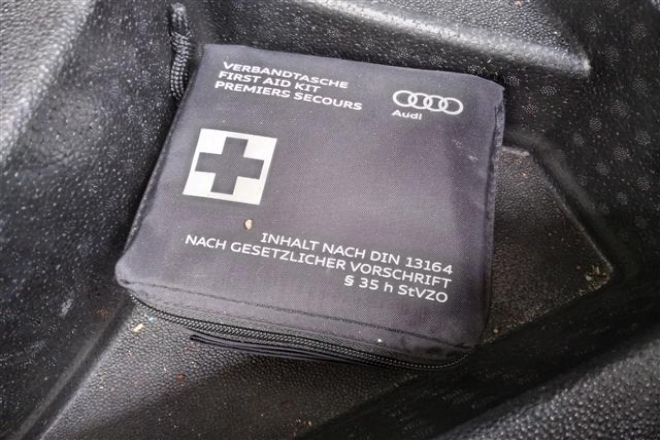 VERBANDTASCHE
FIRST AID KIT
PREMIERS SECOURS
Audi
INHALT NACH DIN 13164
NACH GESETZLICHER VORSCHRIFT
§ 35 h StVZO